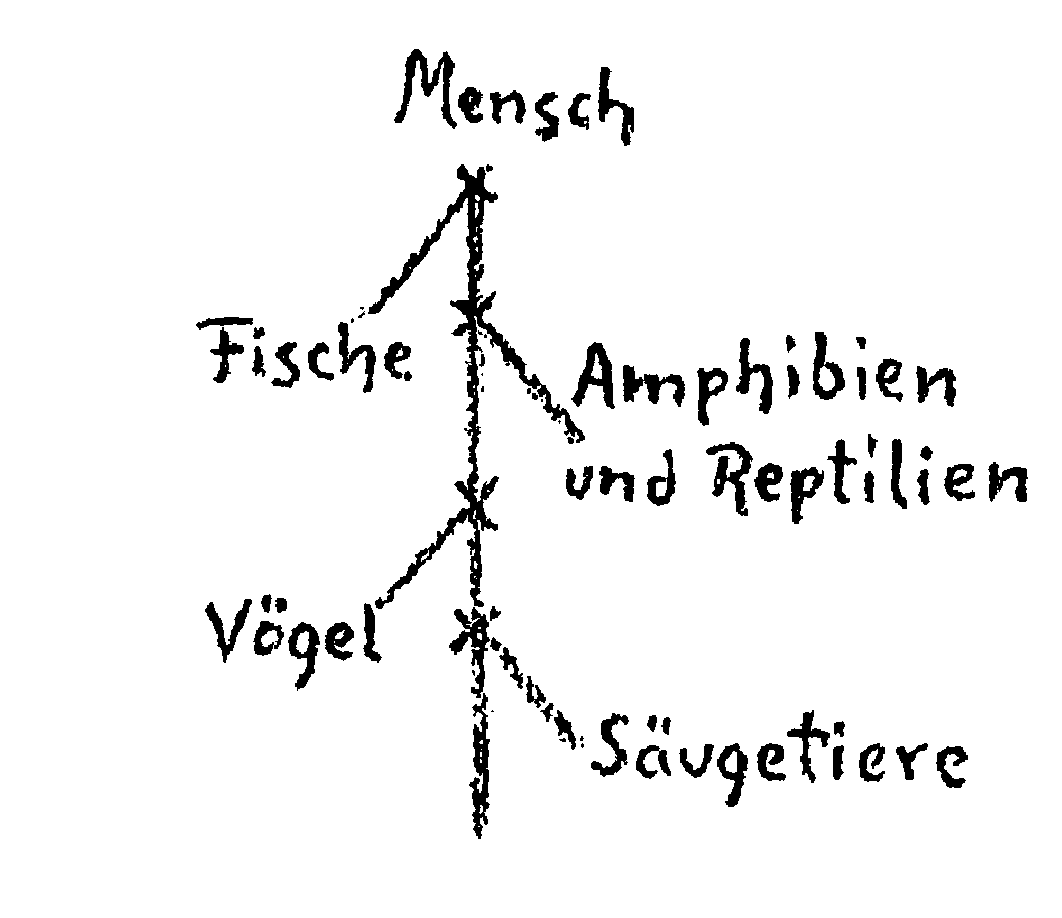 Mensch
Fische
Amphibien
und Reptilien
Vögel
Säugetiere